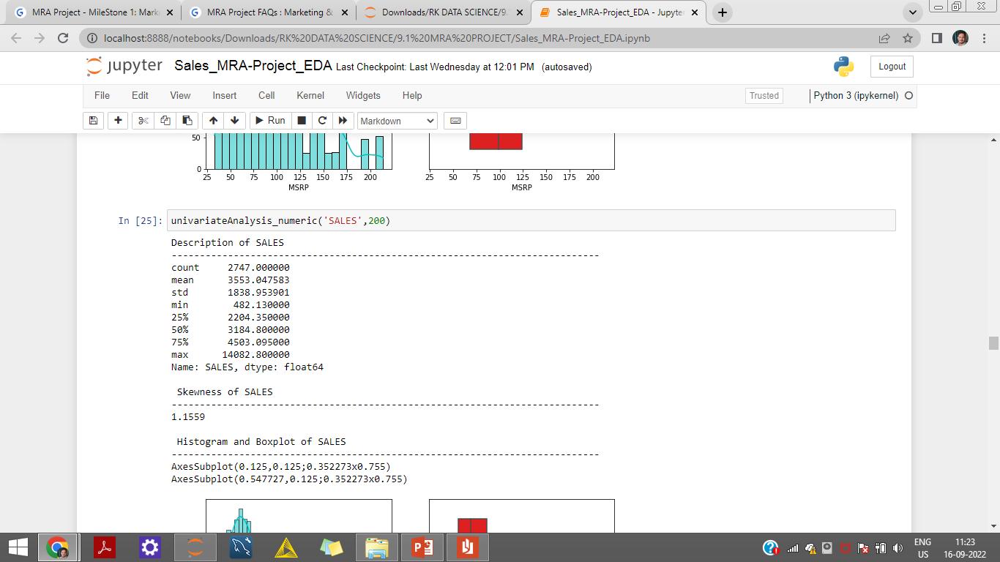 MRA Project - MileStone 1: Mark
MRA Project FAQs : Marketing &
Downloads/RK DATA SCIENCE/9.
Sales_MRA-Project_EDA - Jupyter
localhost:8888/notebooks/Downloads/RK%20DATA%20SCIENCE/9.1%20MRA%20PROJECT/Sales_MRA-Project_EDA.ipynb
jupyter Sales_MRA-Project_EDA Last Checkpoint: Last Wednesday at 12:01 PM (autosaved)
Logout
File Edit View Insert Cell Kernel Widgets Help
Trusted
Python 3 (ipykernel)
Run
Markdown
50
0
25 50 75 100 125 150 175 200
MSRP
25 50 75 100 125 150 175 200
MSRP
In [25]: univariateAnalysis_numeric('SALES',200)
Description of SALES
----------------------------------------------------------------------------
count 2747.000000
mean 3553.047583
std 1838.953901
min 482.130000
25% 2204.350000
50% 3184.800000
75% 4503.095000
max 14082.800000
Name: SALES, dtype: float64
Skewness of SALES
----------------------------------------------------------------------------
1.1559
Histogram and Boxplot of SALES
----------------------------------------------------------------------------
AxesSubplot(0.125,0.125;0.352273x0.755)
AxesSubplot(0.547727,0.125;0.352273x0.755)
ENG
US
11:23
16-09-2022